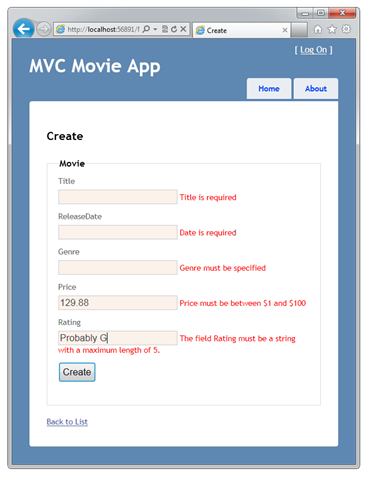 http://localhost:56891/
Create
[ Log On ]
MVC Movie App
Home About
Create
Movie
Title
Title is required
ReleaseDate
Date is required
Genre
Genre must be specified
Price
129.88 Price must be between $1 and $100
Rating
Probably G The field Rating must be a string
with a maximum length of 5.
Create
Back to List